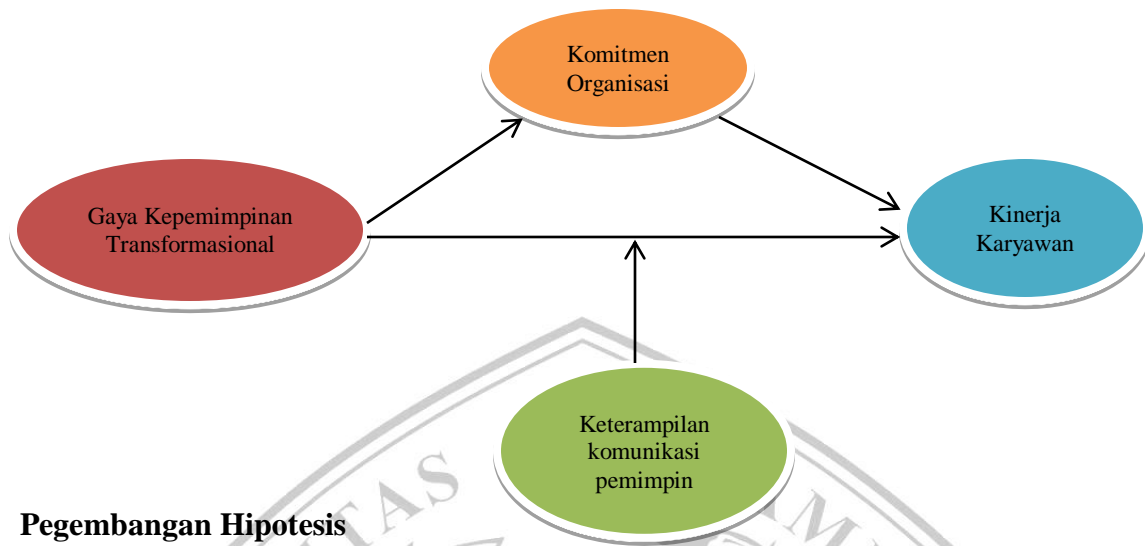 Komitmen
Organisasi
Gaya Kepemimpinan
Transformasional
Kinerja
Karyawan
Keterampilan
komunikasi
pemimpin
Pegembangan Hipotesis